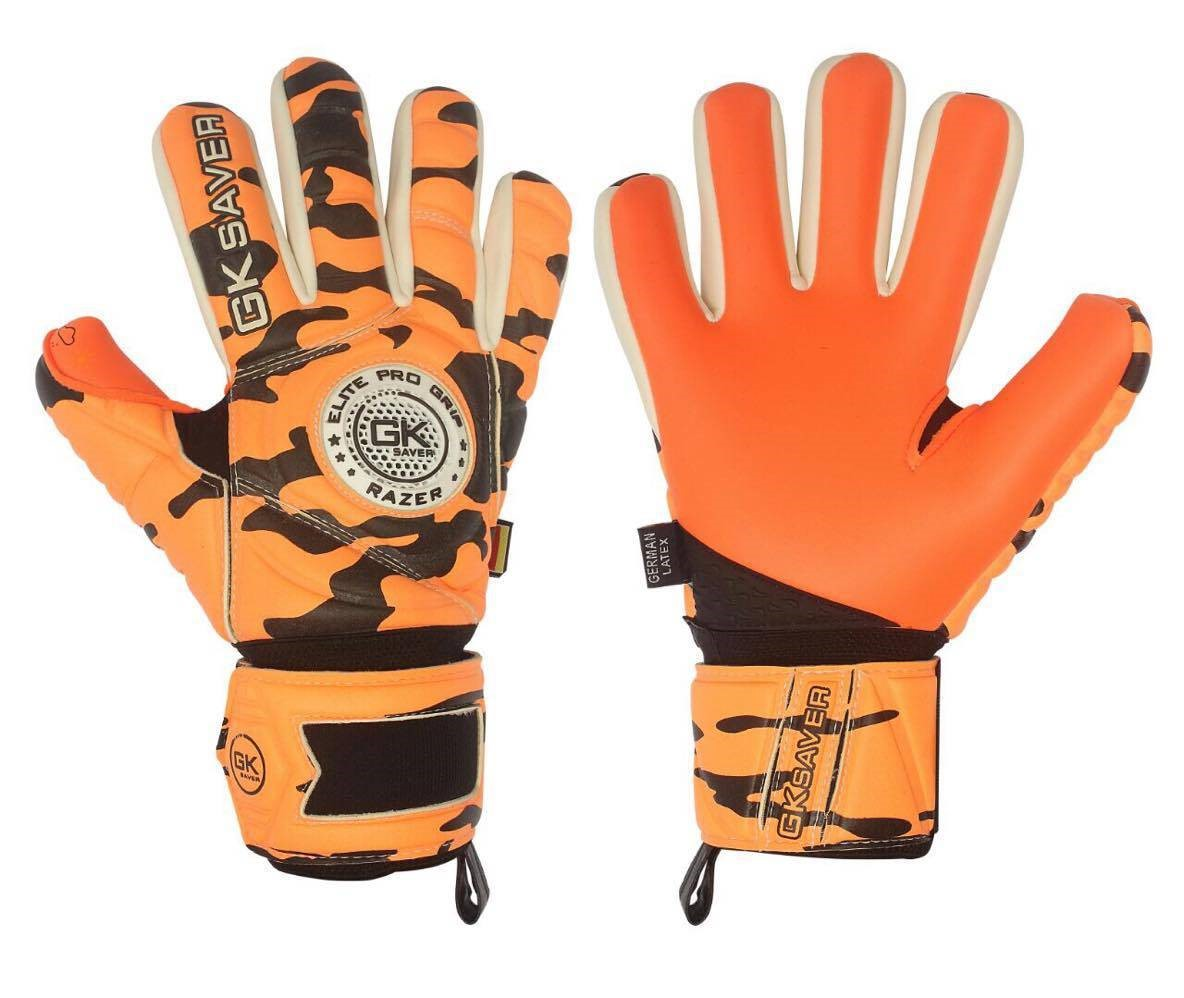 GK SAVER
ELITE PRO GRIP
GK
SAVER
RAZER
GK
SAVER
GERMAN
LATEX
GK SAVER